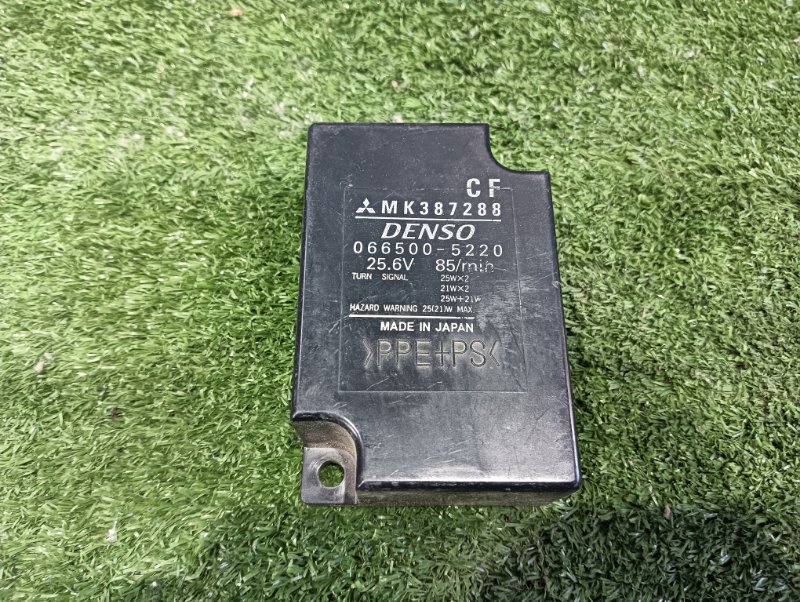 CF
MK387288
DENSO
066500-5220
25.6V 85/min
TURN SIGNAL 25W×2
21W×2
25W+21W
HAZARD WARNING 25(21)W MAX.
MADE IN JAPAN
>PPE+PS<